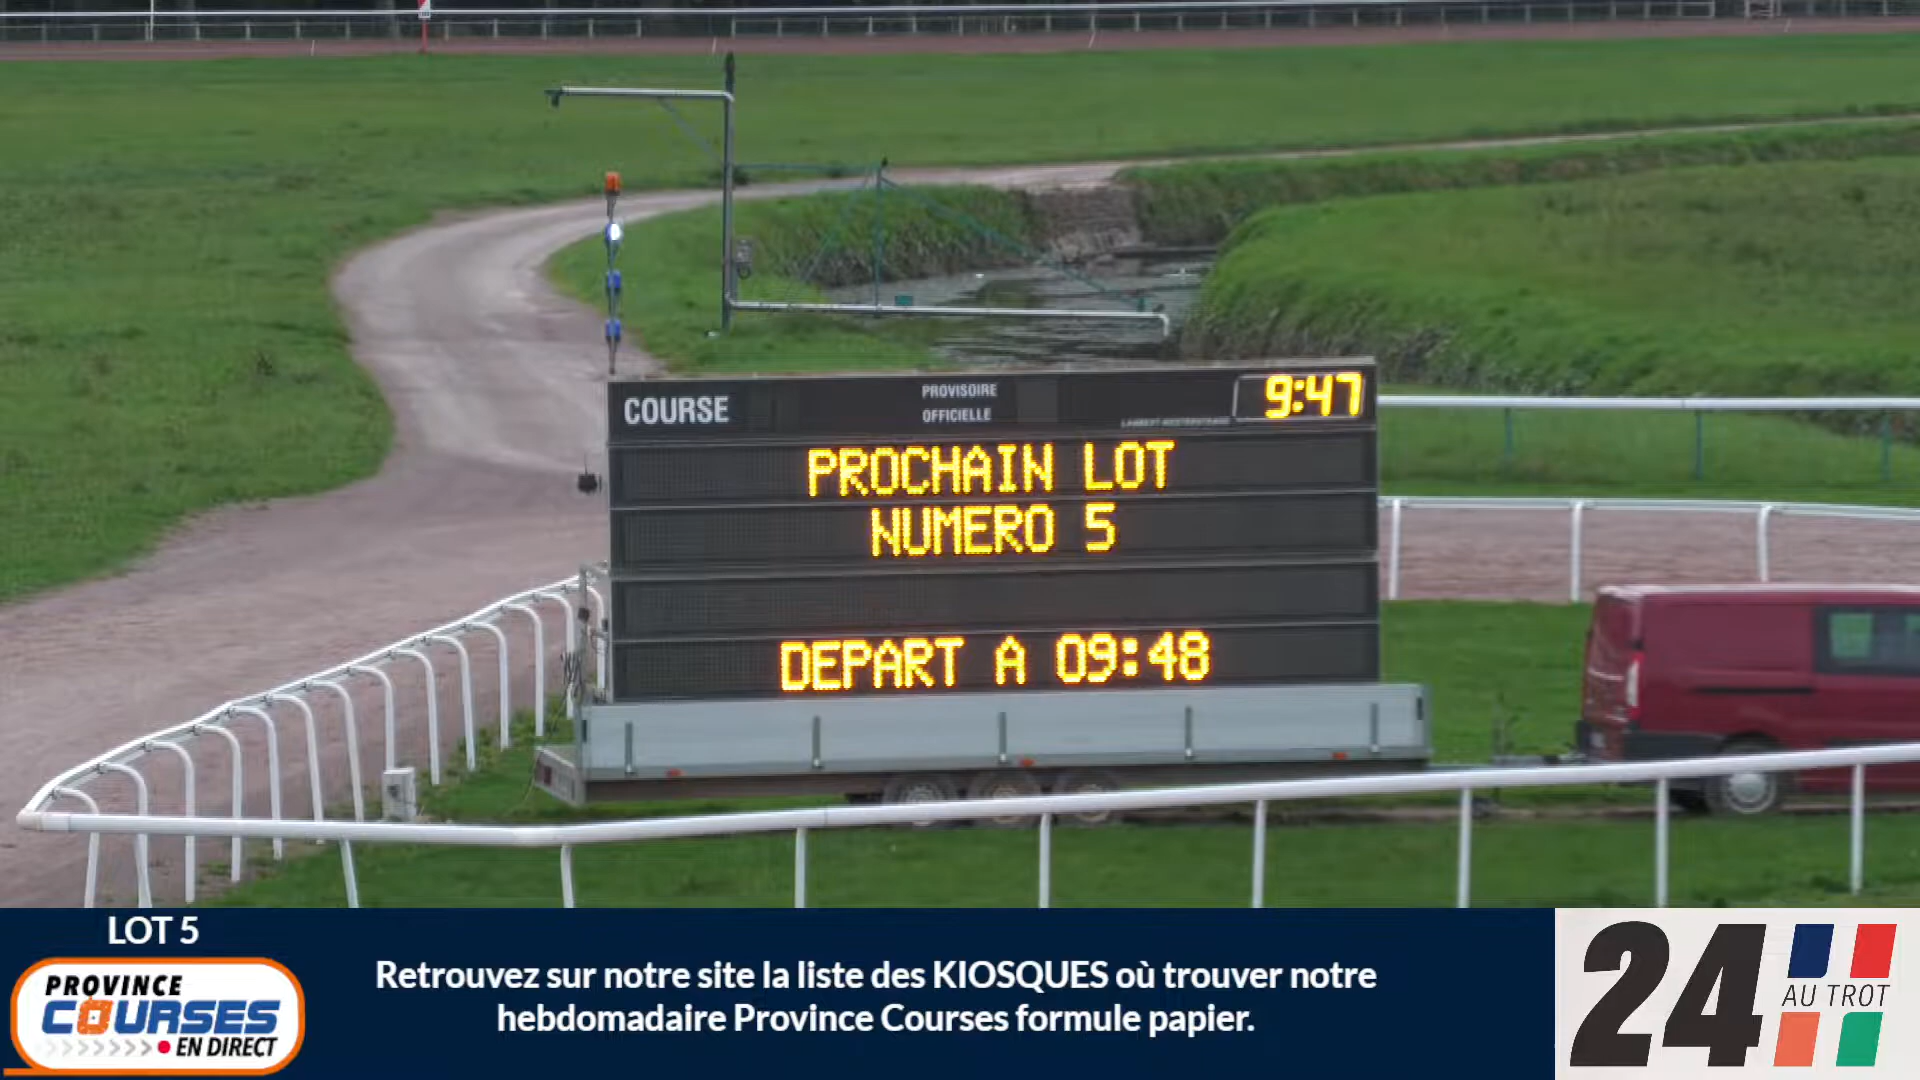 COURSE
PROVISOIRE
OFFICIELLE
9:47
PROCHAIN LOT
NUMERO 5
DEPART A 09:48
LOT 5
PROVINCE
COURSES
EN DIRECT
Retrouvez sur notre site la liste des KIOSQUES où trouver notre
hebdomadaire Province Courses formule papier.
24
AU TROT